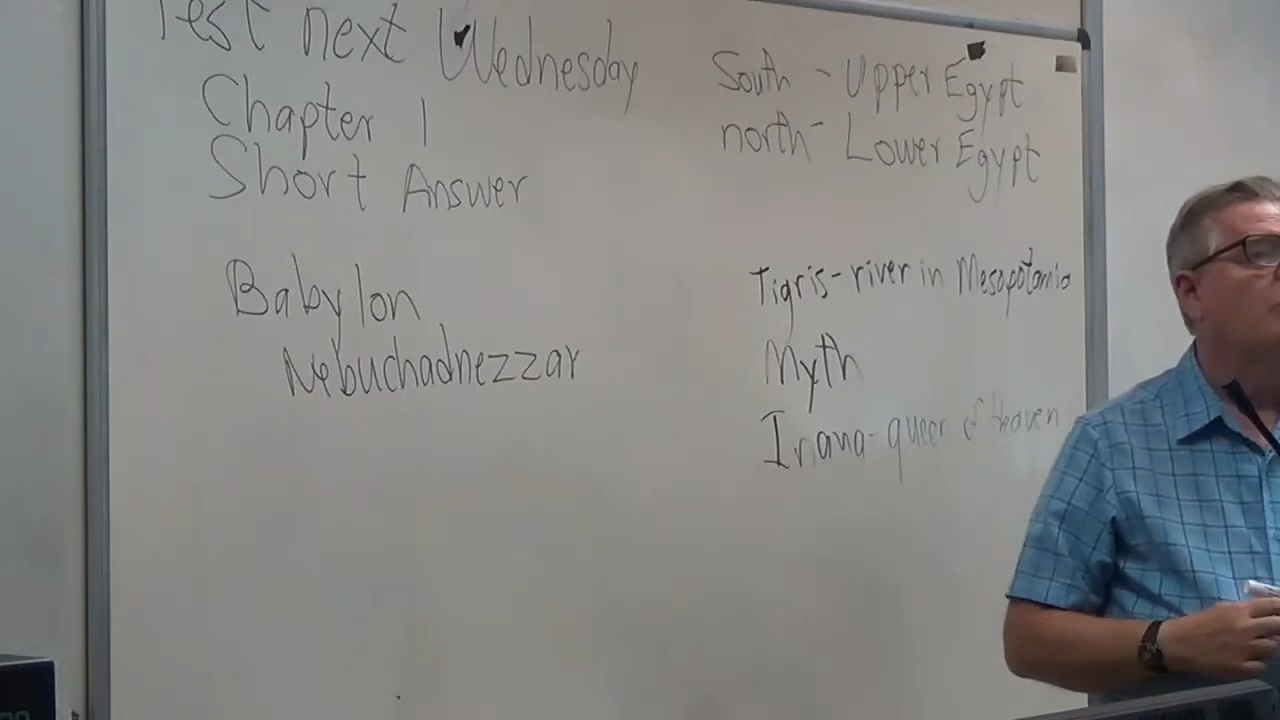 Test next Wednesday
Chapter 1
Short Answer
Babylon
Nebuchadnezzar
South - Upper Egypt
north - Lower Egypt
Tigris - river in Mesopotamia
Myth
Inana - queen of Heaven